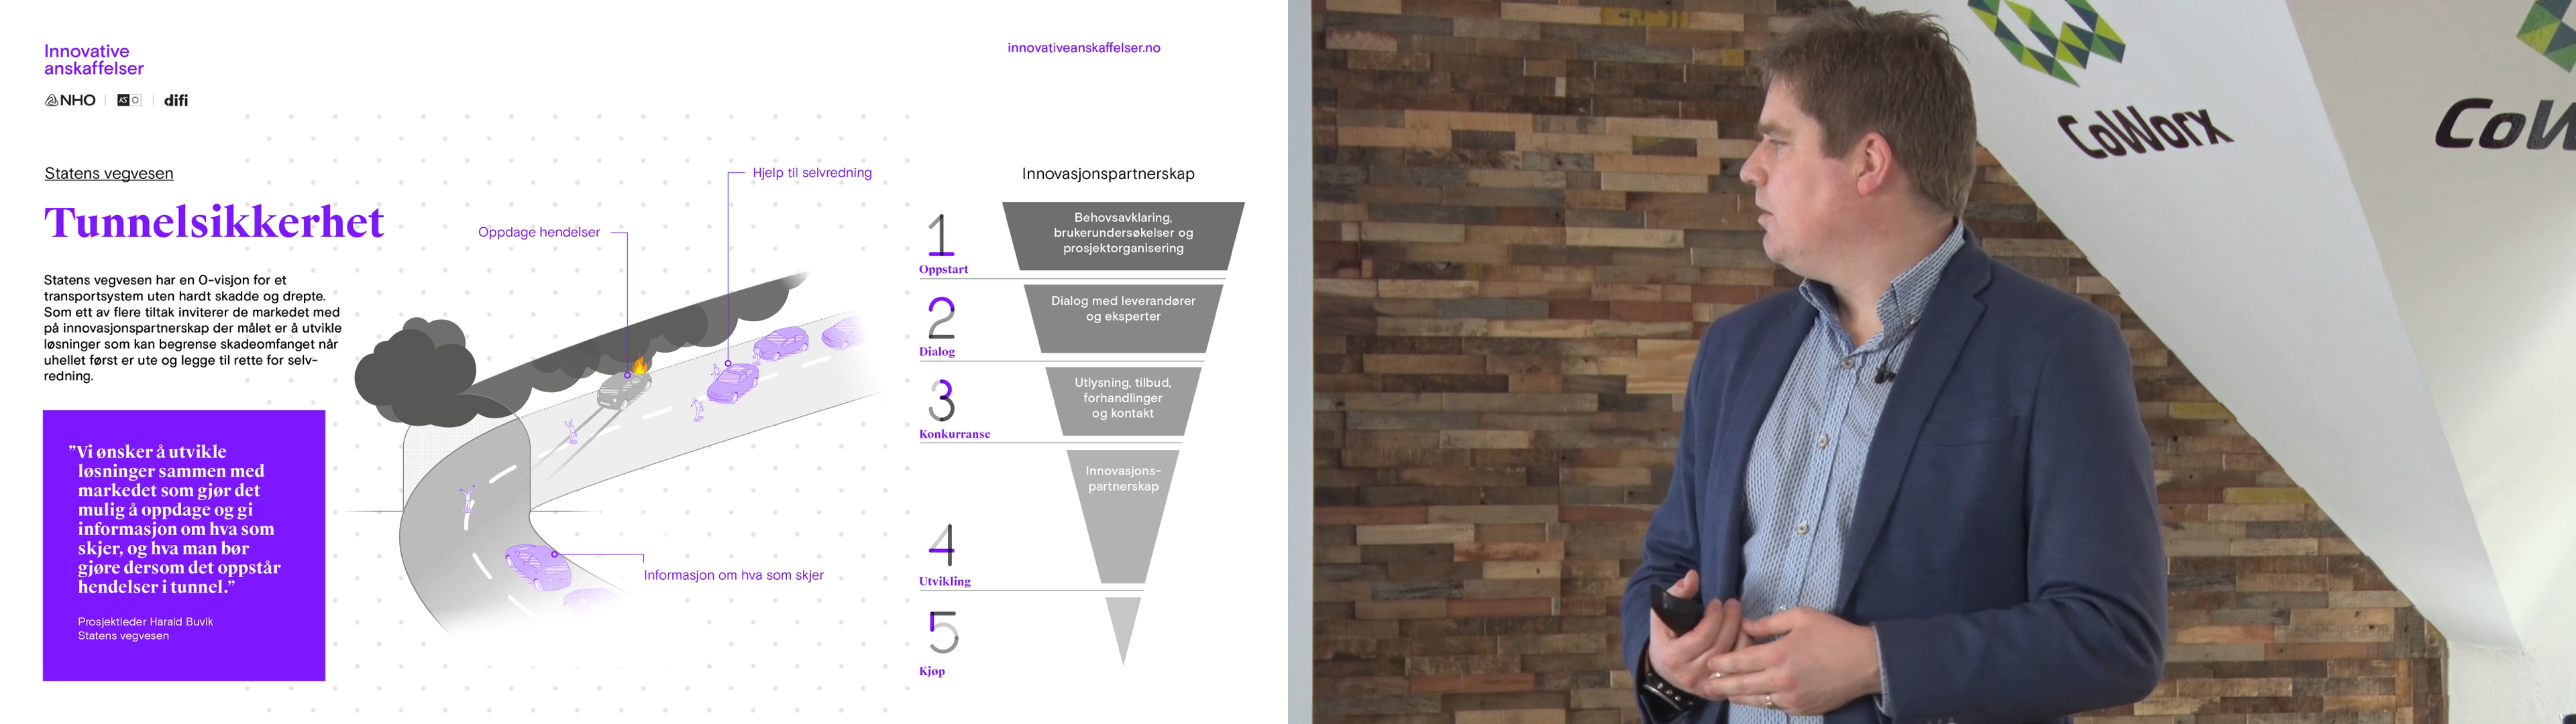 Innovative
anskaffelser
NHO
KS
difi
innovativeanskaffelser.no
Statens vegvesen
Tunnelsikkerhet
Statens vegvesen har en 0-visjon for et
transportsystem uten hardt skadde og drepte.
Som ett av flere tiltak inviterer de markedet med
på innovasjonspartnerskap der målet er å utvikle
løsninger som kan begrense skadeomfanget når
uhellet først er ute og legge til rette for selv-
redning.
”Vi ønsker å utvikle
løsninger sammen med
markedet som gjør det
mulig å oppdage og gi
informasjon om hva som
skjer, og hva man bør
gjøre dersom det oppstår
hendelser i tunnel.”
Prosjektleder Harald Buvik
Statens vegvesen
Hjelp til selvredning
Oppdage hendelser
Informasjon om hva som skjer
Innovasjonspartnerskap
1
Oppstart
Behovsavklaring,
brukerundersøkelser og
prosjektorganisering
2
Dialog
Dialog med leverandører
og eksperter
3
Konkurranse
Utlysning, tilbud,
forhandlinger
og kontakt
4
Utvikling
Innovasjons-
partnerskap
5
Kjøp
CoWorx
CoW